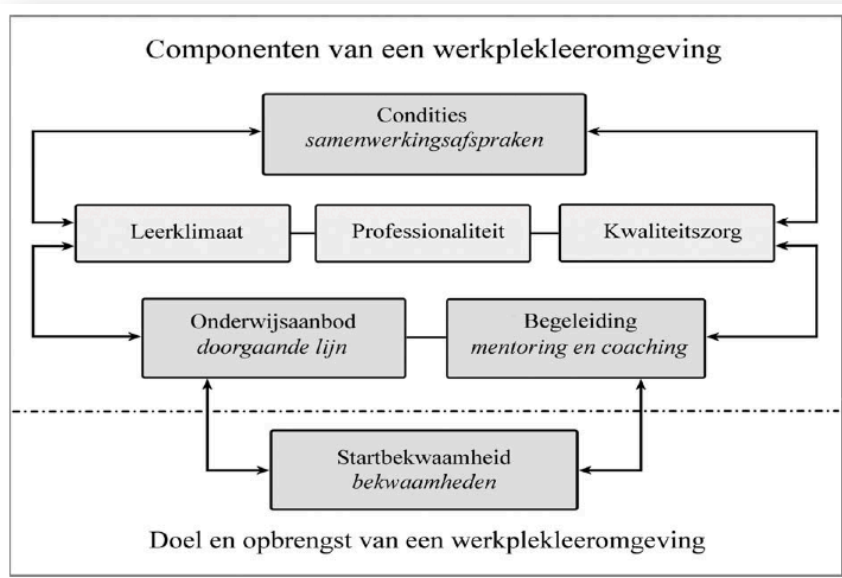 Componenten van een werkplekleeromgeving
Condities
samenwerkingsafspraken
Leerklimaat
Professionaliteit
Kwaliteitszorg
Onderwijsaanbod
doorgaande lijn
Begeleiding
mentoring en coaching
Startbekwaamheid
bekwaamheden
Doel en opbrengst van een werkplekleeromgeving